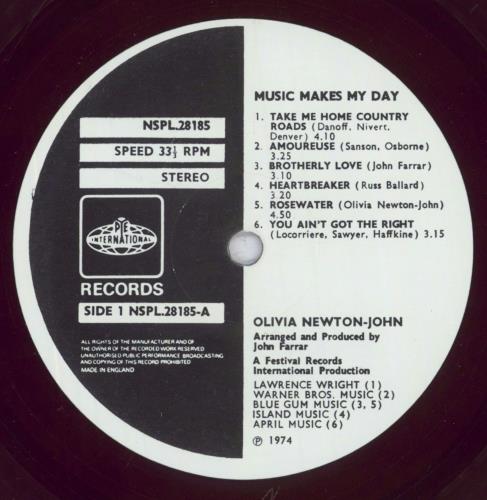 NSPL.28185
SPEED 33⅓ RPM
STEREO
PYE
INTERNATIONAL
RECORDS
SIDE 1 NSPL.28185-A
ALL RIGHTS OF THE MANUFACTURER AND OF
THE OWNER OF THE RECORDED WORK RESERVED
UNAUTHORISED PUBLIC PERFORMANCE BROADCASTING
AND COPYING OF THIS RECORD PROHIBITED
MADE IN ENGLAND
MUSIC MAKES MY DAY
1. TAKE ME HOME COUNTRY
ROADS (Danoff, Nivert,
Denver) 4.10
2. AMOUREUSE (Sanson, Osborne)
3.25
3. BROTHERLY LOVE (John Farrar)
3.10
4. HEARTBREAKER (Russ Ballard)
3.20
5. ROSEWATER (Olivia Newton-John)
4.50
6. YOU AIN'T GOT THE RIGHT
(Locorriere, Sawyer, Haffkine) 3.15
OLIVIA NEWTON-JOHN
Arranged and Produced by
John Farrar
A Festival Records
International Production
LAWRENCE WRIGHT (1)
WARNER BROS. MUSIC (2)
BLUE GUM MUSIC (3, 5)
ISLAND MUSIC (4)
APRIL MUSIC (6)
℗ 1974